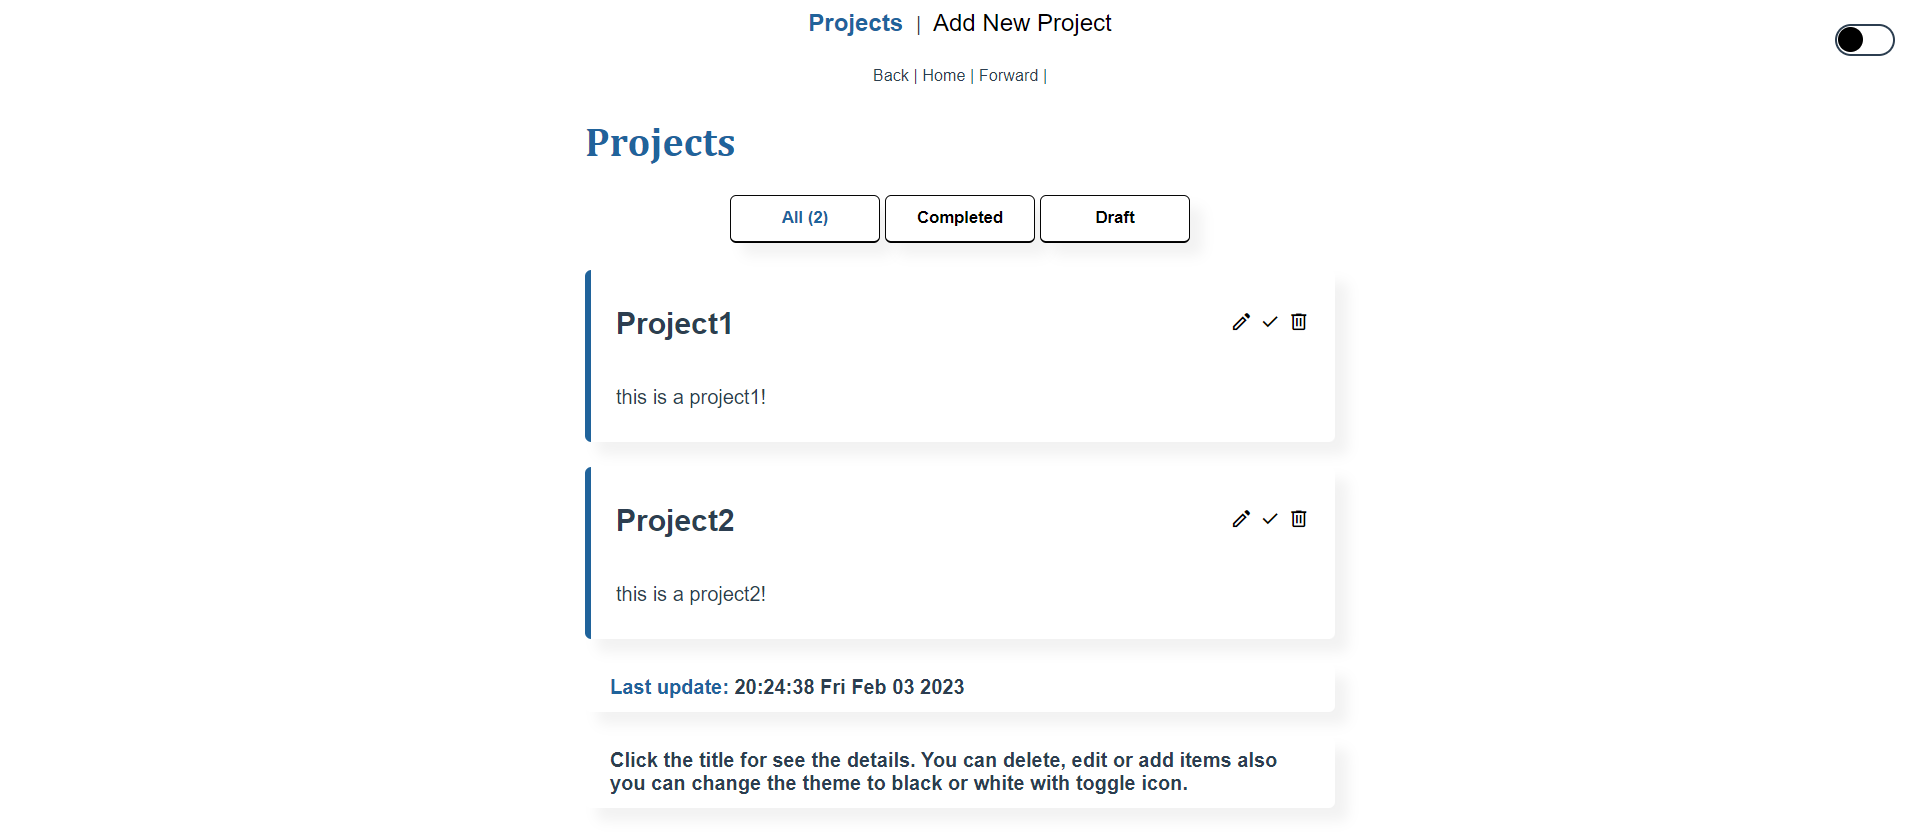 Projects | Add New Project
Back | Home | Forward |
Projects
All (2) Completed Draft
Project1
this is a project1!
Project2
this is a project2!
Last update: 20:24:38 Fri Feb 03 2023
Click the title for see the details. You can delete, edit or add items also
you can change the theme to black or white with toggle icon.